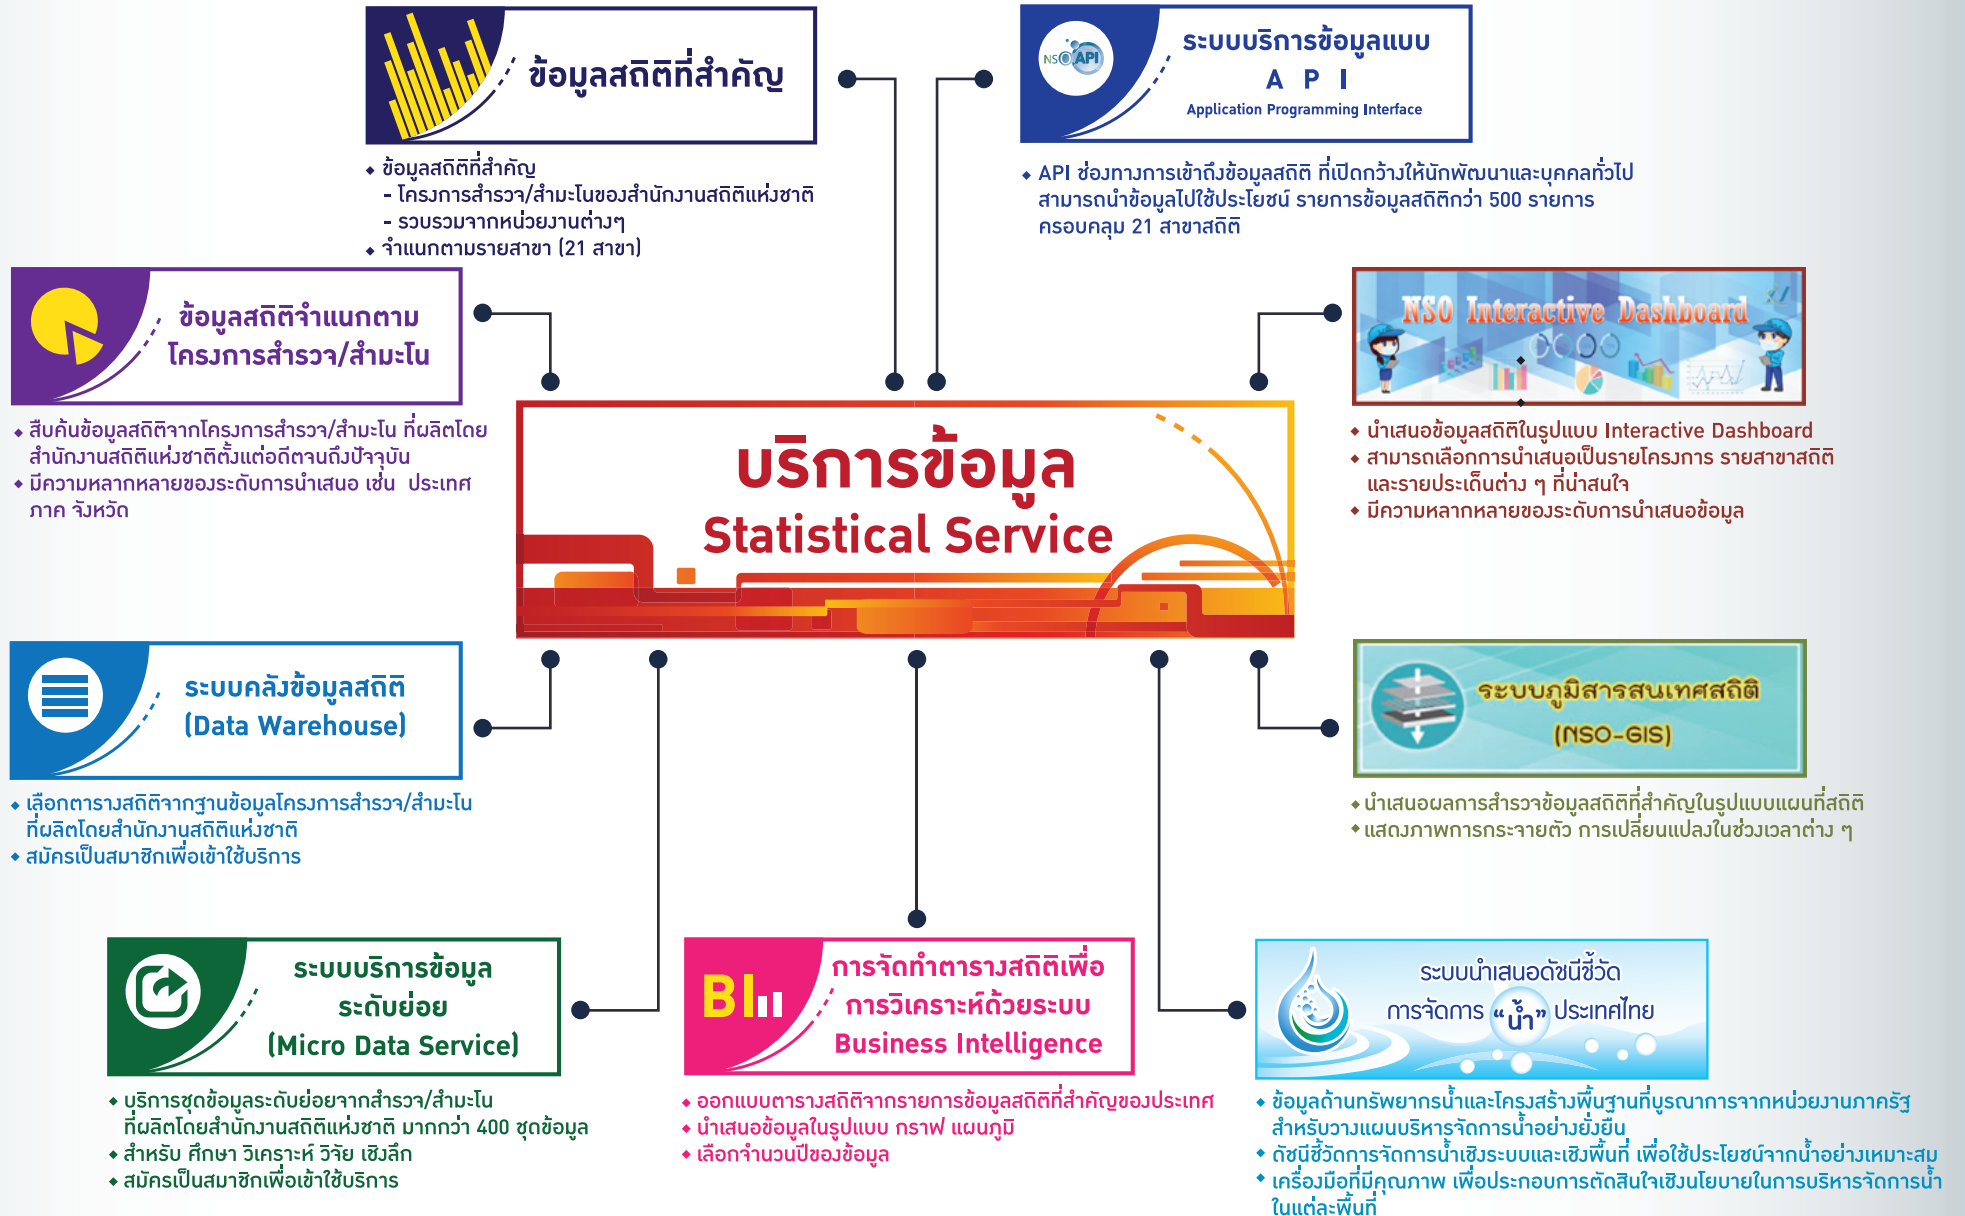 ข้อมูลสถิติที่สำคัญ
◆ ข้อมูลสถิติที่สำคัญ
- โครงการสำรวจ/สำมะโนของสำนักงานสถิติแห่งชาติ
- รวบรวมจากหน่วยงานต่างๆ
◆ จำแนกตามรายสาขา (21 สาขา)
NSO API
ระบบบริการข้อมูลแบบ
A P I
Application Programming Interface
◆ API ช่องทางการเข้าถึงข้อมูลสถิติ ที่เปิดกว้างให้นักพัฒนาและบุคคลทั่วไป
สามารถนำข้อมูลไปใช้ประโยชน์ รายการข้อมูลสถิติกว่า 500 รายการ
ครอบคลุม 21 สาขาสถิติ
ข้อมูลสถิติจำแนกตาม
โครงการสำรวจ/สำมะโน
◆ สืบค้นข้อมูลสถิติจากโครงการสำรวจ/สำมะโน ที่ผลิตโดย
สำนักงานสถิติแห่งชาติตั้งแต่อดีตจนถึงปัจจุบัน
◆ มีความหลากหลายของระดับการนำเสนอ เช่น ประเทศ
ภาค จังหวัด
NSO Interactive Dashboard
◆ นำเสนอข้อมูลสถิติในรูปแบบ Interactive Dashboard
◆ สามารถเลือกการนำเสนอเป็นรายโครงการ รายสาขาสถิติ
และรายประเด็นต่าง ๆ ที่น่าสนใจ
◆ มีความหลากหลายของระดับการนำเสนอข้อมูล
บริการข้อมูล
Statistical Service
ระบบคลังข้อมูลสถิติ
(Data Warehouse)
◆ เลือกตารางสถิติจากฐานข้อมูลโครงการสำรวจ/สำมะโน
ที่ผลิตโดยสำนักงานสถิติแห่งชาติ
◆ สมัครเป็นสมาชิกเพื่อเข้าใช้บริการ
ระบบภูมิสารสนเทศสถิติ
(NSO-GIS)
◆ นำเสนอผลการสำรวจข้อมูลสถิติที่สำคัญในรูปแบบแผนที่สถิติ
◆ แสดงภาพการกระจายตัว การเปลี่ยนแปลงในช่วงเวลาต่าง ๆ
ระบบบริการข้อมูล
ระดับย่อย
(Micro Data Service)
◆ บริการชุดข้อมูลระดับย่อยจากสำรวจ/สำมะโน
ที่ผลิตโดยสำนักงานสถิติแห่งชาติ มากกว่า 400 ชุดข้อมูล
◆ สำหรับ ศึกษา วิเคราะห์ วิจัย เชิงลึก
◆ สมัครเป็นสมาชิกเพื่อเข้าใช้บริการ
BI
การจัดทำตารางสถิติเพื่อ
การวิเคราะห์ด้วยระบบ
Business Intelligence
◆ ออกแบบตารางสถิติจากรายการข้อมูลสถิติที่สำคัญของประเทศ
◆ นำเสนอข้อมูลในรูปแบบ กราฟ แผนภูมิ
◆ เลือกจำนวนปีของข้อมูล
ระบบนำเสนอดัชนีชี้วัด
การจัดการ “น้ำ” ประเทศไทย
◆ ข้อมูลด้านทรัพยากรน้ำและโครงสร้างพื้นฐานที่บูรณาการจากหน่วยงานภาครัฐ
สำหรับวางแผนบริหารจัดการน้ำอย่างยั่งยืน
◆ ดัชนีชี้วัดการจัดการน้ำเชิงระบบและเชิงพื้นที่ เพื่อใช้ประโยชน์จากน้ำอย่างเหมาะสม
◆ เครื่องมือที่มีคุณภาพ เพื่อประกอบการตัดสินใจเชิงนโยบายในการบริหารจัดการน้ำ
ในแต่ละพื้นที่